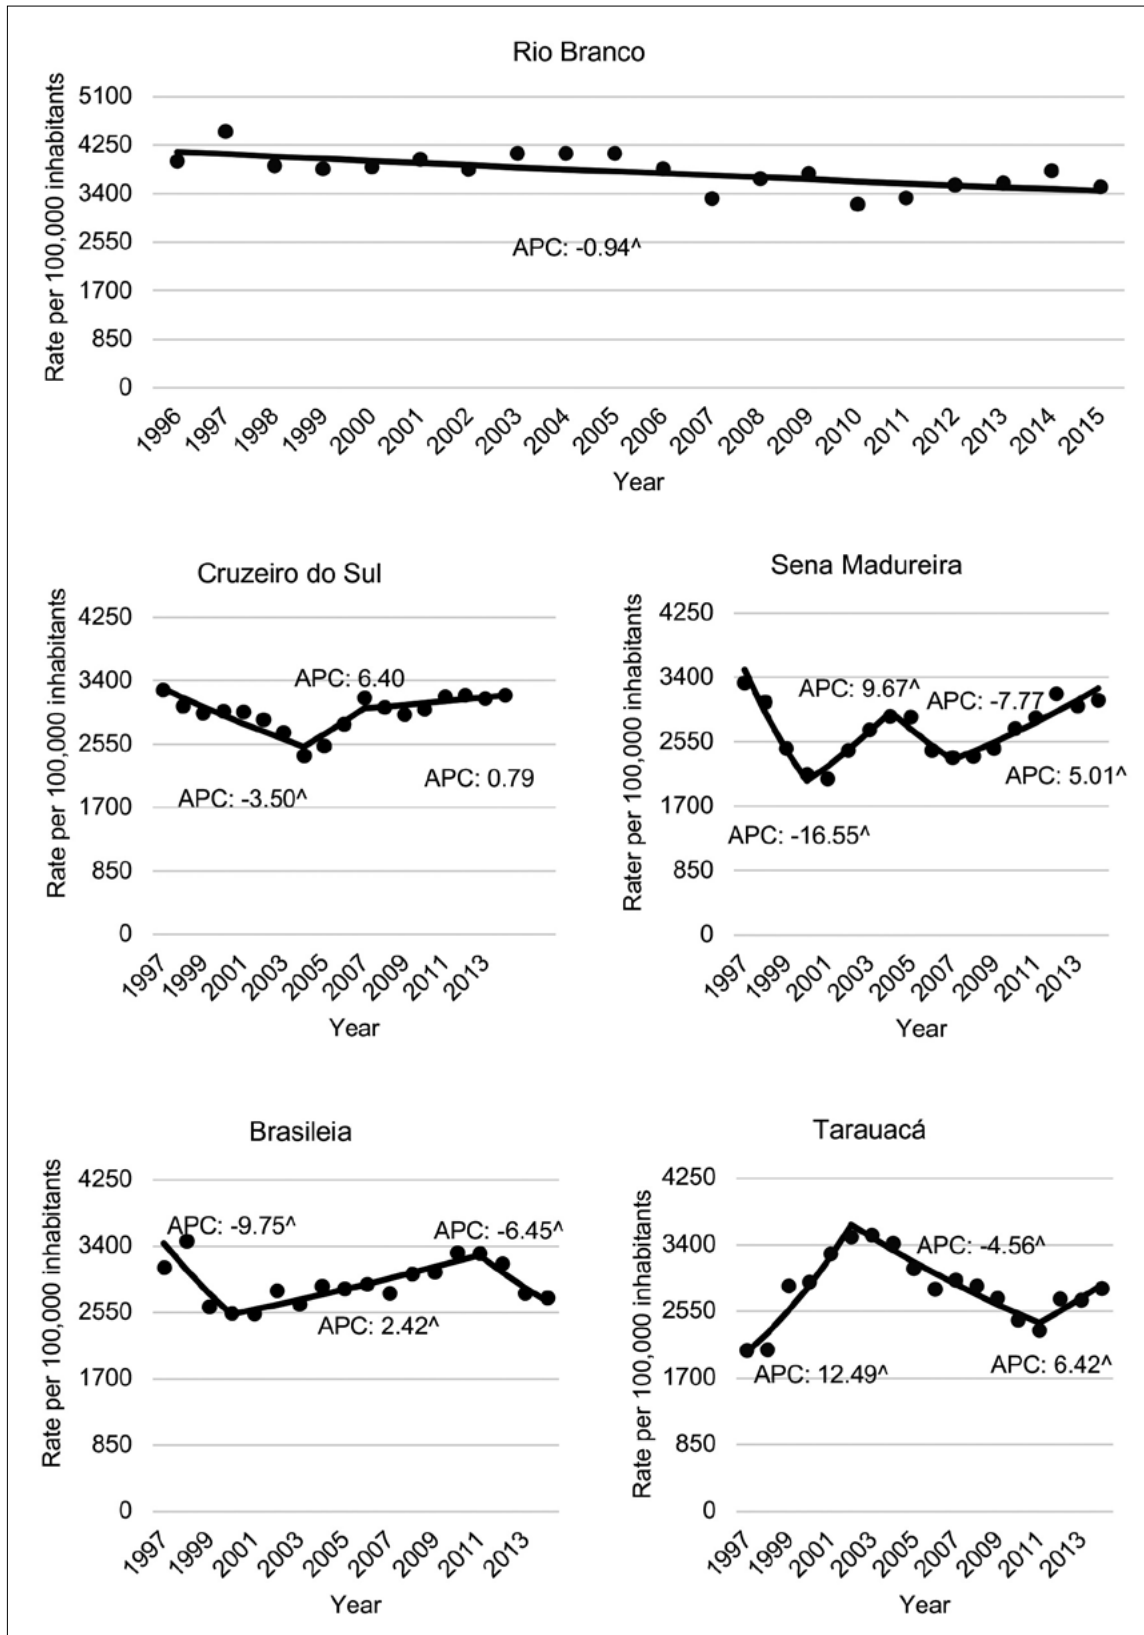 Rio Branco
Rate per 100,000 inhabitants
5100
4250
3400
2550
1700
850
0
APC: -0.94^
1996 1997 1998 1999 2000 2001 2002 2003 2004 2005 2006 2007 2008 2009 2010 2011 2012 2013 2014 2015
Year
Cruzeiro do Sul
Rate per 100,000 inhabitants
4250
3400
2550
1700
850
0
APC: 6.40
APC: 0.79
APC: -3.50^
1997 1999 2001 2003 2005 2007 2009 2011 2013
Year
Sena Madureira
Rater per 100,000 inhabitants
4250
3400
2550
1700
850
0
APC: 9.67^
APC: -7.77
APC: 5.01^
APC: -16.55^
1997 1999 2001 2003 2005 2007 2009 2011 2013
Year
Brasileia
Rate per 100,000 inhabitants
4250
3400
2550
1700
850
0
APC: -9.75^
APC: -6.45^
APC: 2.42^
1997 1999 2001 2003 2005 2007 2009 2011 2013
Year
Tarauacá
Rate per 100,000 inhabitants
4250
3400
2550
1700
850
0
APC: -4.56^
APC: 12.49^
APC: 6.42^
1997 1999 2001 2003 2005 2007 2009 2011 2013
Year